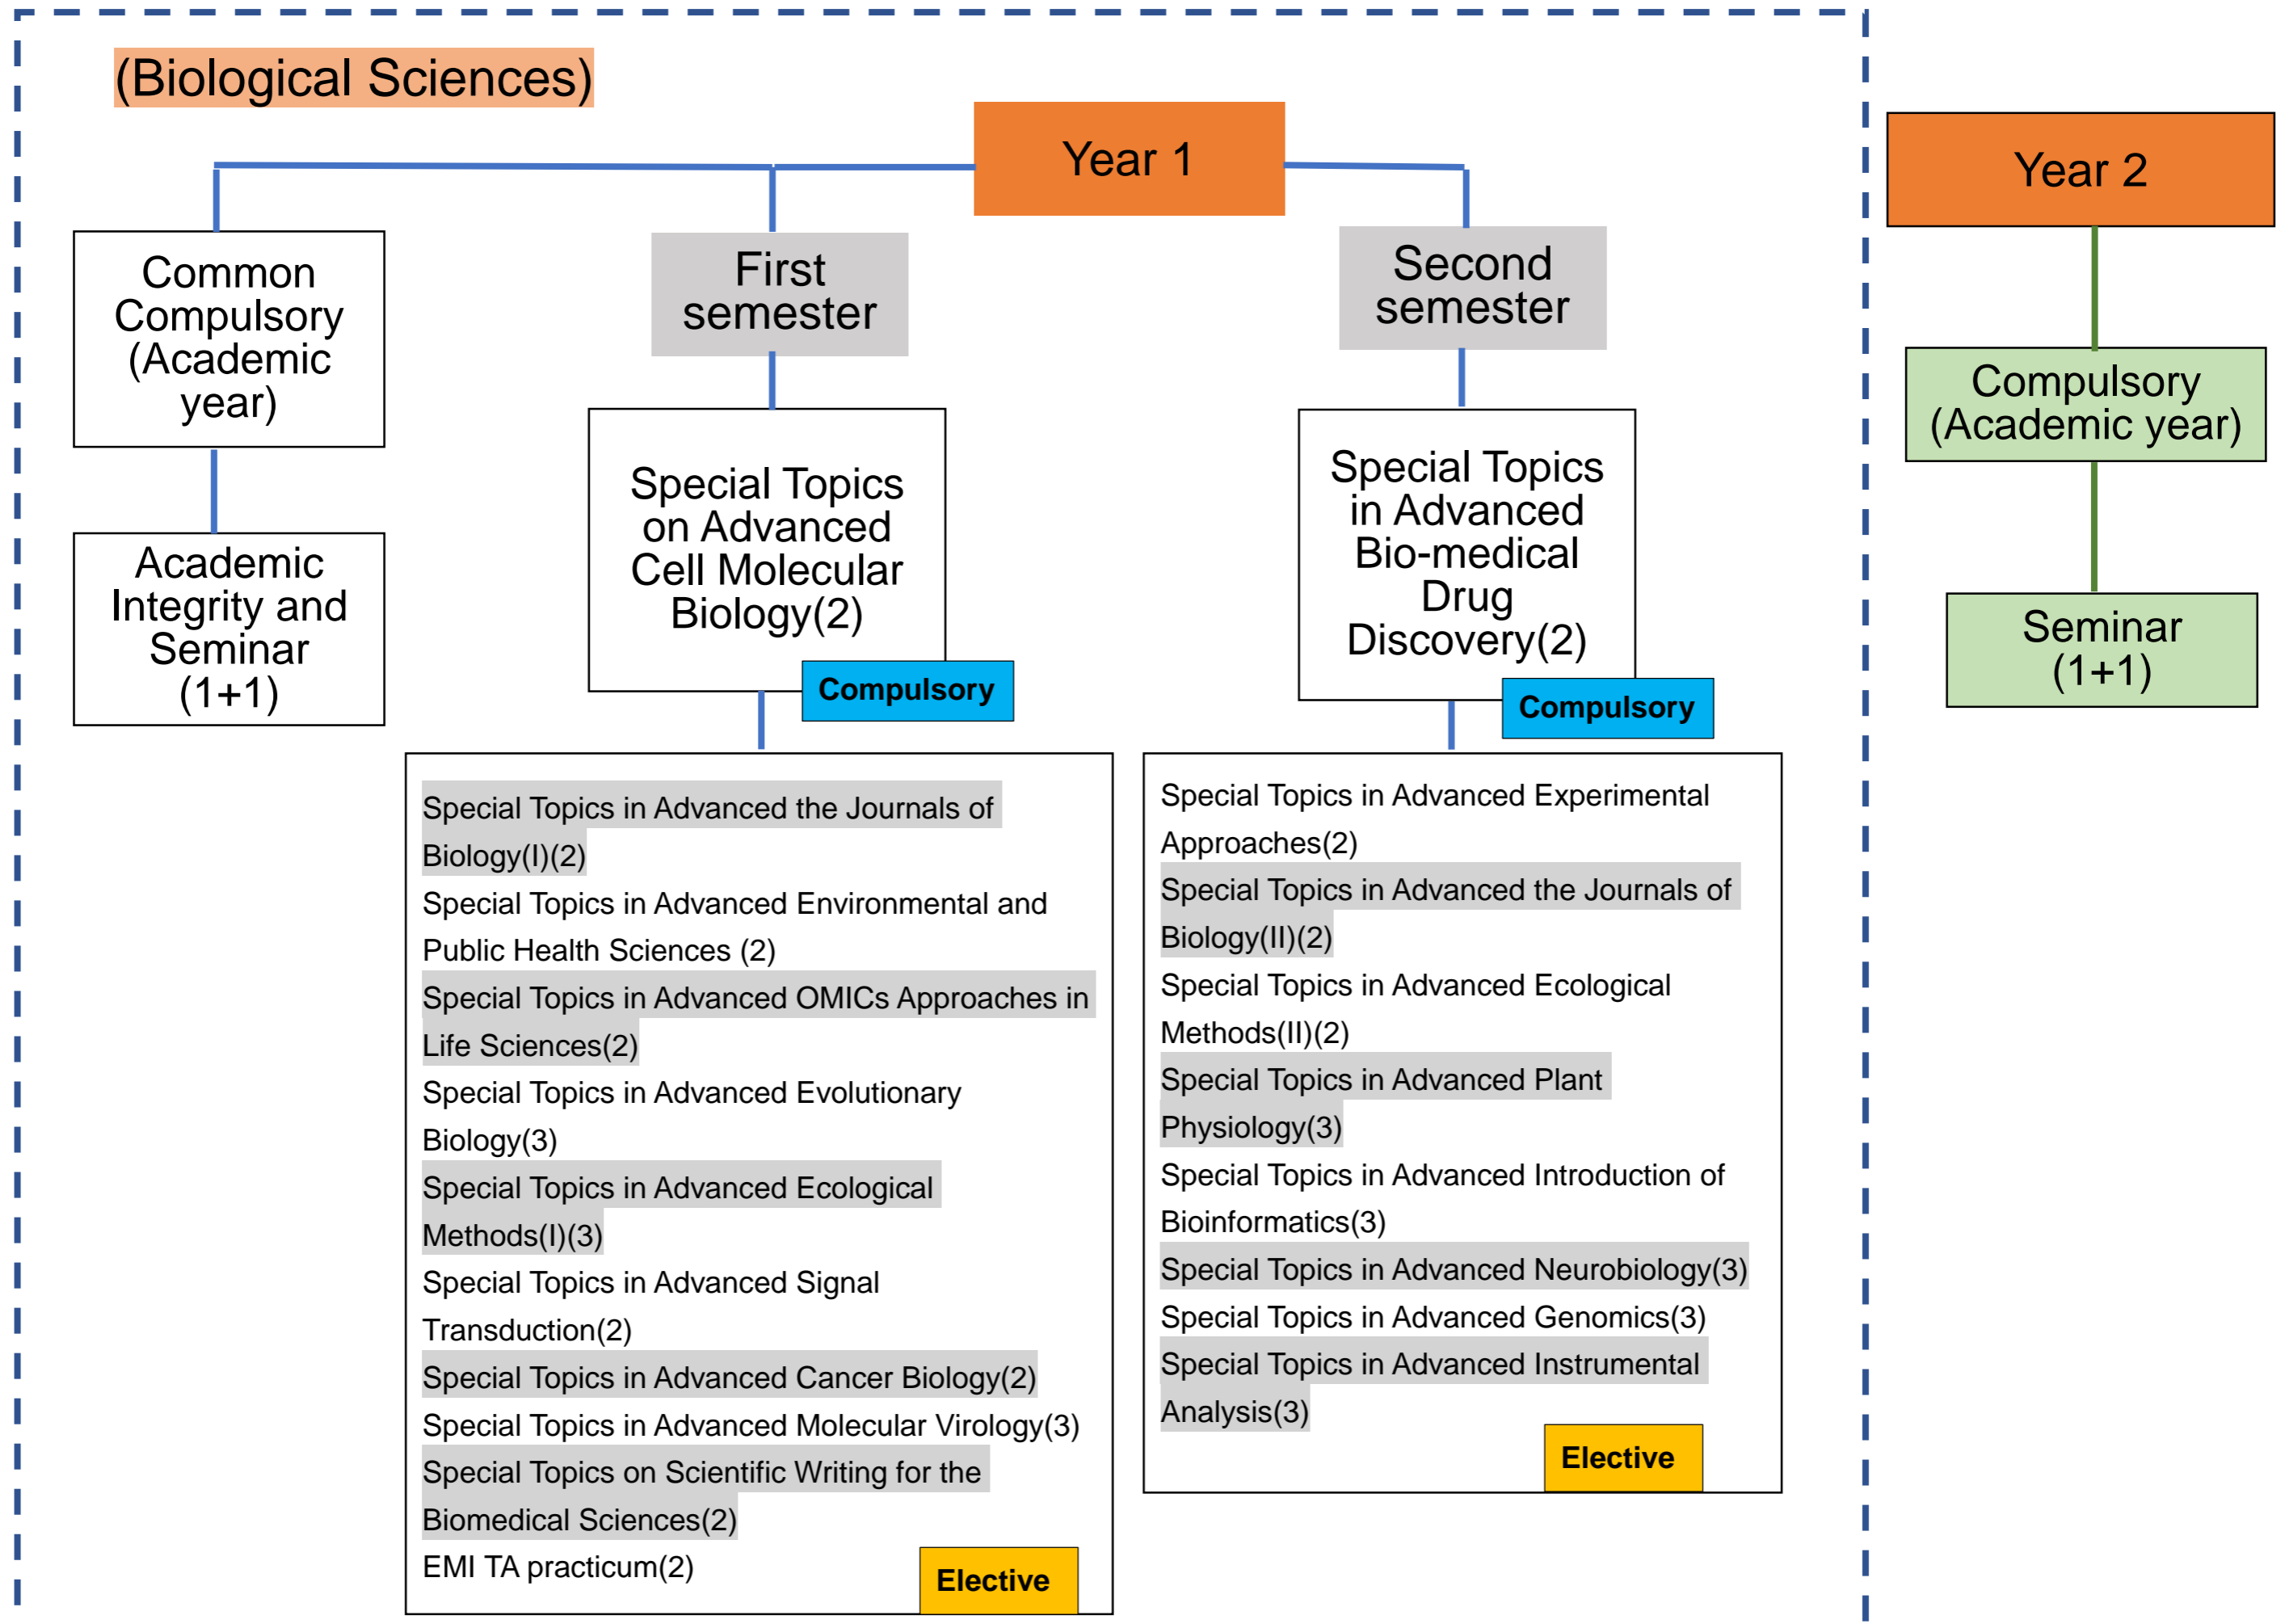 (Biological Sciences)
Year 1
Year 2
Common
Compulsory
(Academic
year)
Academic
Integrity and
Seminar
(1+1)
First
semester
Special Topics
on Advanced
Cell Molecular
Biology(2)
Compulsory
Special Topics in Advanced the Journals of
Biology(I)(2)
Special Topics in Advanced Environmental and
Public Health Sciences (2)
Special Topics in Advanced OMICs Approaches in
Life Sciences(2)
Special Topics in Advanced Evolutionary
Biology(3)
Special Topics in Advanced Ecological
Methods(I)(3)
Special Topics in Advanced Signal
Transduction(2)
Special Topics in Advanced Cancer Biology(2)
Special Topics in Advanced Molecular Virology(3)
Special Topics on Scientific Writing for the
Biomedical Sciences(2)
EMI TA practicum(2)
Elective
Second
semester
Special Topics
in Advanced
Bio-medical
Drug
Discovery(2)
Compulsory
Special Topics in Advanced Experimental
Approaches(2)
Special Topics in Advanced the Journals of
Biology(II)(2)
Special Topics in Advanced Ecological
Methods(II)(2)
Special Topics in Advanced Plant
Physiology(3)
Special Topics in Advanced Introduction of
Bioinformatics(3)
Special Topics in Advanced Neurobiology(3)
Special Topics in Advanced Genomics(3)
Special Topics in Advanced Instrumental
Analysis(3)
Elective
Compulsory
(Academic year)
Seminar
(1+1)